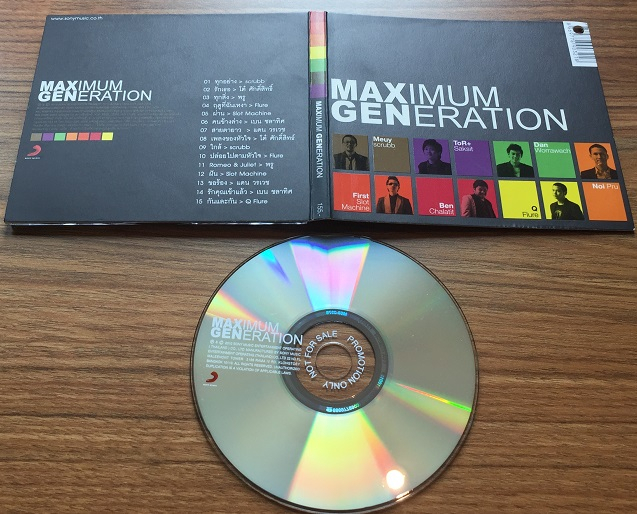 www.sonymusic.co.th
MAXIMUM
GENERATION
01 ทุกอย่าง > scrubb
02 รักเธอ > โต๋ ศักดิ์สิทธิ์
03 ทุกสิ่ง > พรู
04 ฤดูที่ฉันเหงา > Flure
05 ผ่าน > Slot Machine
06 คนข้างล่าง > เบน ชลาทิศ
07 สายตายาว > แดน วรเวช
08 เพลงของหัวใจ > โต๋ ศักดิ์สิทธิ์
09 ใกล้ > scrubb
10 ปล่อยไปตามหัวใจ > Flure
11 Romeo & Juliet > พรู
12 ฝัน > Slot Machine
13 ขอร้อง > แดน วรเวช
14 รักคุณเข้าแล้ว > เบน ชลาทิศ
15 กันและกัน > Q Flure
MAXIMUM GENERATION
MAXIMUM
GENERATION
Meuy
scrubb
ToR+
Saksit
Dan
Worrawech
First
Slot
Machine
Ben
Chalatit
Q
Flure
Noi Pru
MAXIMUM
GENERATION
NOT FOR SALE
PROMOTION ONLY